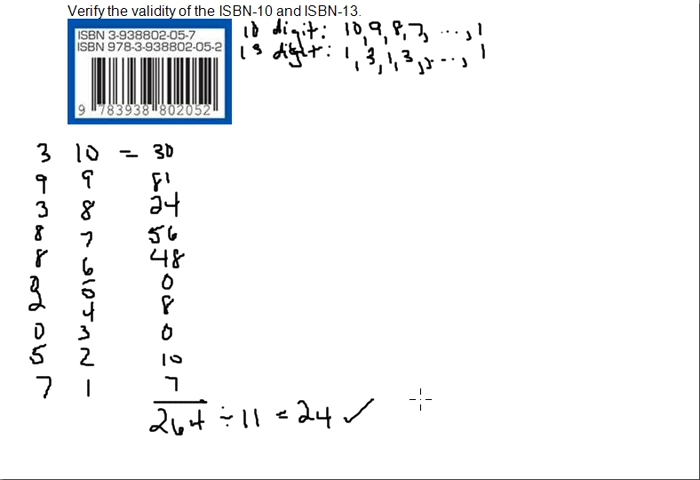 Verify the validity of the ISBN-10 and ISBN-13.
ISBN 3-938802-05-7
ISBN 978-3-938802-05-2
9 783938 802052
10 digit: 10,9,8,7, ..., 1
13 digit: 1,3,1,3,,..., 1
3 10 = 30
9 9 81
3 8 24
8 7 56
8 6 48
0 5 0
2 4 8
0 3 0
5 2 10
7 1 7
264 ÷ 11 = 24 ✓